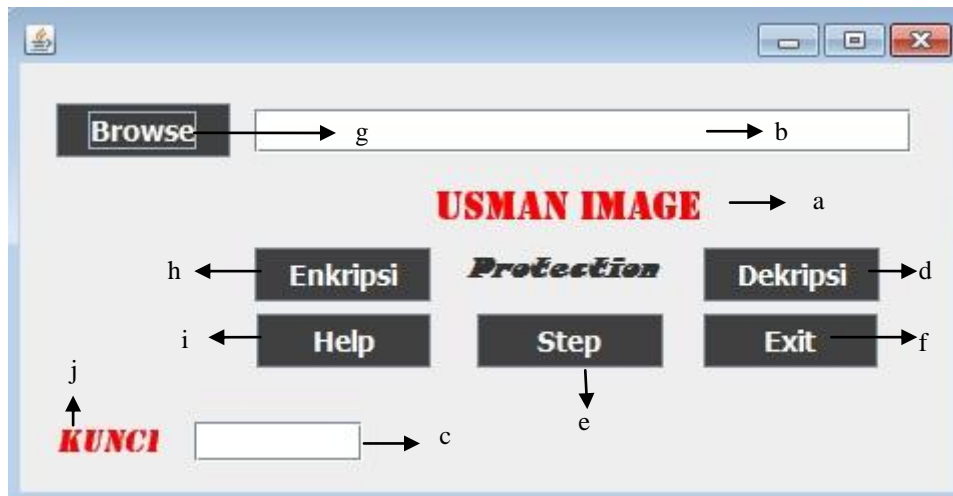 Browse g b
USMAN IMAGE a
h Enkripsi Protection Dekripsi d
i Help Step Exit f
j
e
KUNCI c